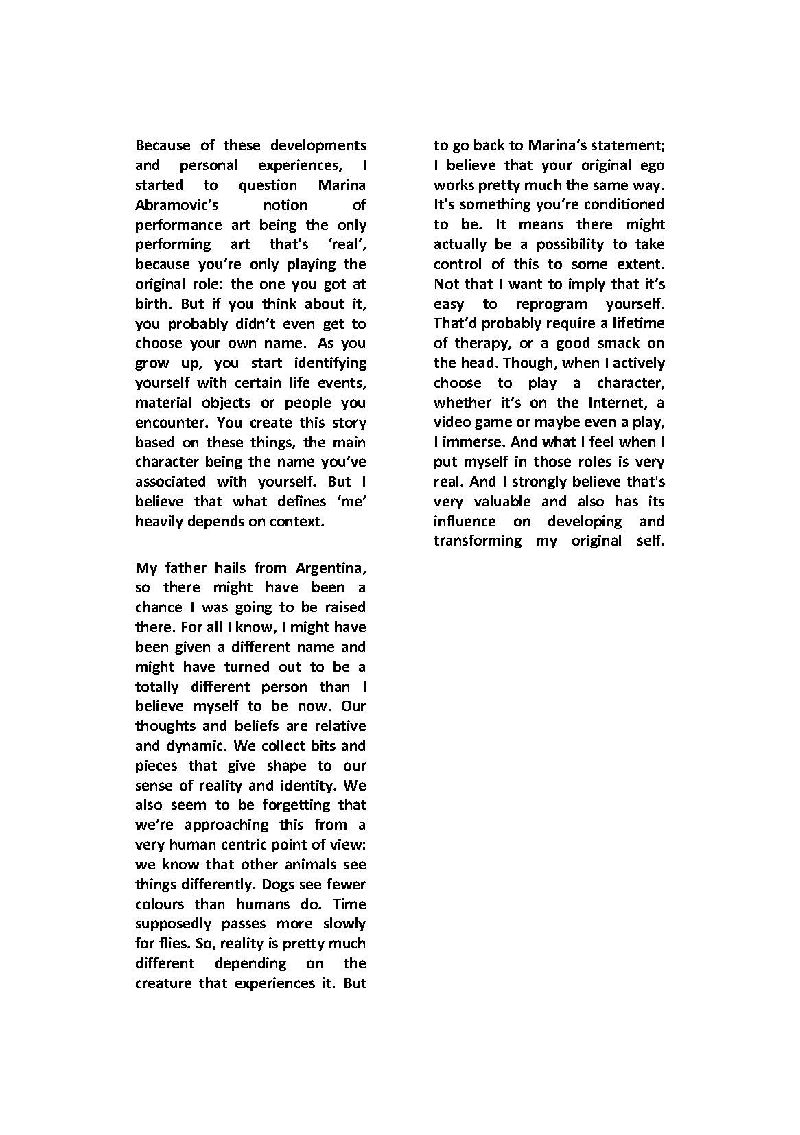 Because of these developments
and personal experiences, I
started to question Marina
Abramovic's notion of
performance art being the only
performing art that's ‘real’,
because you’re only playing the
original role: the one you got at
birth. But if you think about it,
you probably didn’t even get to
choose your own name. As you
grow up, you start identifying
yourself with certain life events,
material objects or people you
encounter. You create this story
based on these things, the main
character being the name you’ve
associated with yourself. But I
believe that what defines ‘me’
heavily depends on context.

My father hails from Argentina,
so there might have been a
chance I was going to be raised
there. For all I know, I might have
been given a different name and
might have turned out to be a
totally different person than I
believe myself to be now. Our
thoughts and beliefs are relative
and dynamic. We collect bits and
pieces that give shape to our
sense of reality and identity. We
also seem to be forgetting that
we’re approaching this from a
very human centric point of view:
we know that other animals see
things differently. Dogs see fewer
colours than humans do. Time
supposedly passes more slowly
for flies. So, reality is pretty much
different depending on the
creature that experiences it. But
to go back to Marina’s statement;
I believe that your original ego
works pretty much the same way.
It's something you’re conditioned
to be. It means there might
actually be a possibility to take
control of this to some extent.
Not that I want to imply that it’s
easy to reprogram yourself.
That’d probably require a lifetime
of therapy, or a good smack on
the head. Though, when I actively
choose to play a character,
whether it’s on the Internet, a
video game or maybe even a play,
I immerse. And what I feel when I
put myself in those roles is very
real. And I strongly believe that's
very valuable and also has its
influence on developing and
transforming my original self.